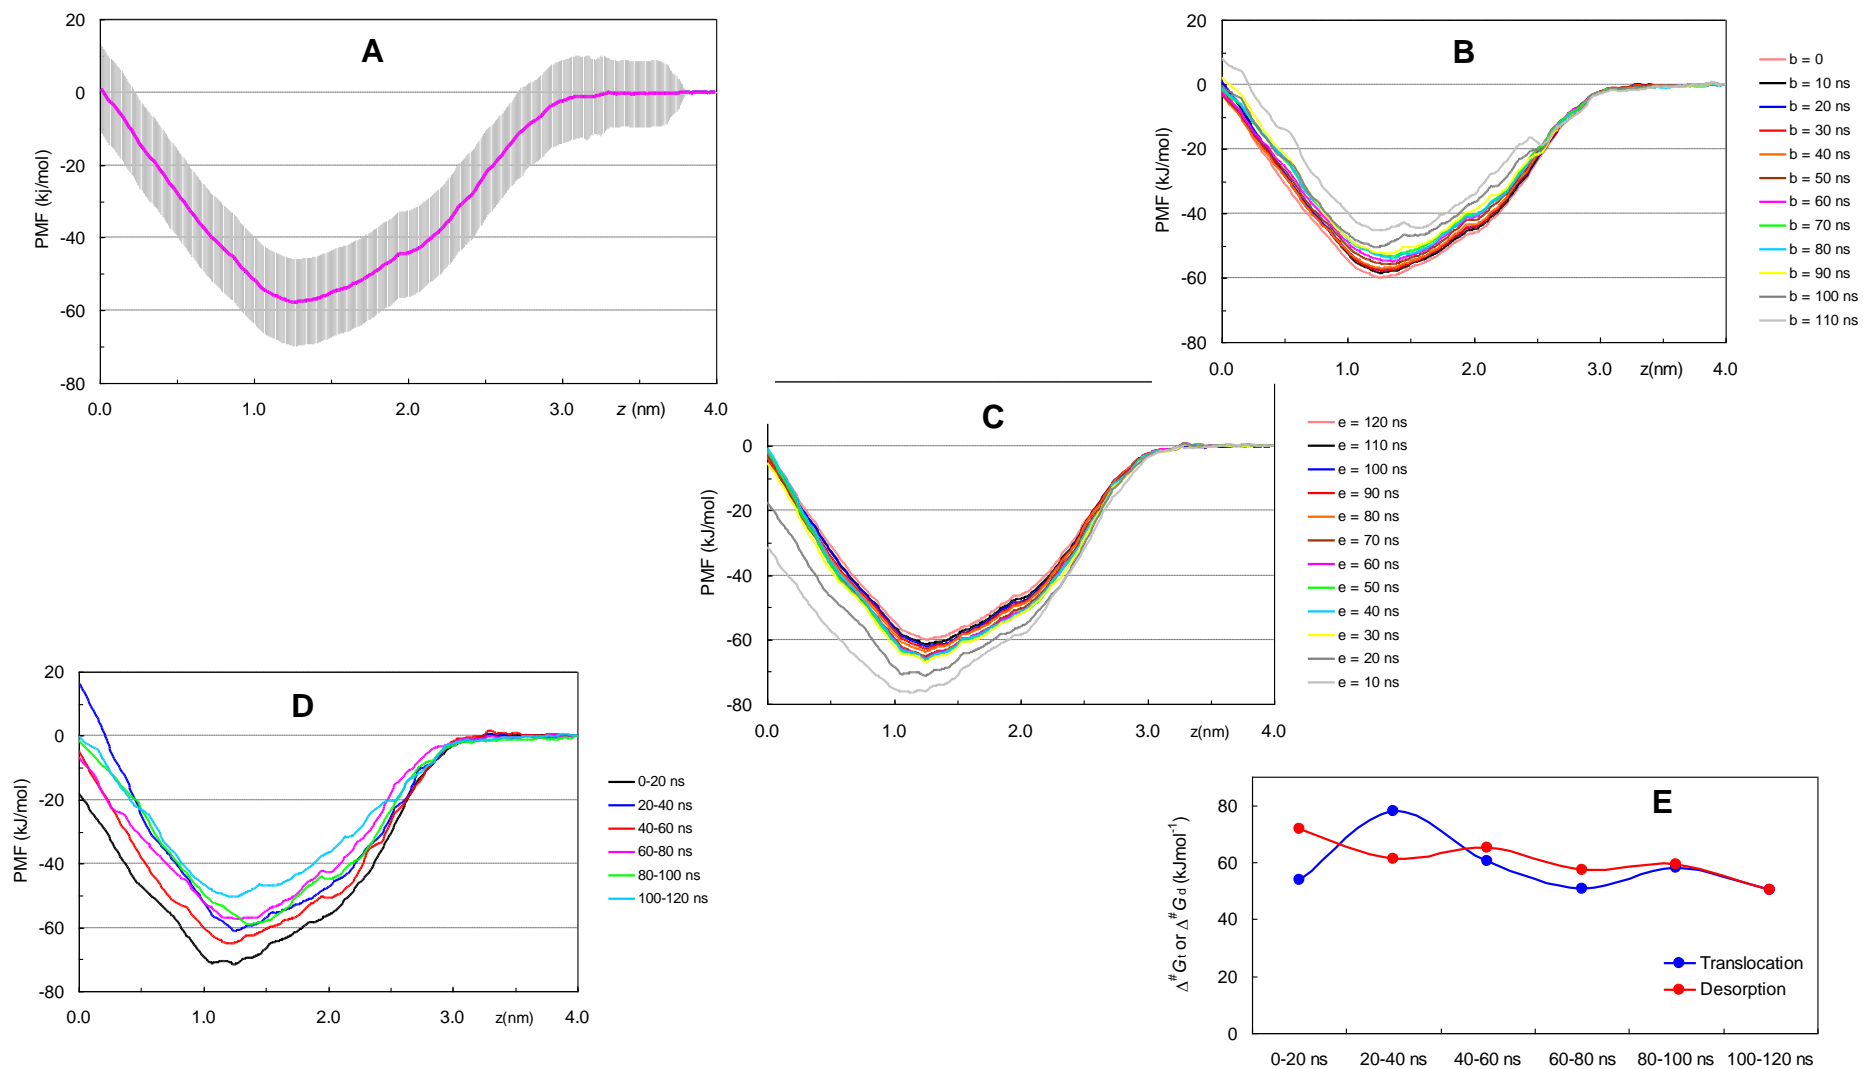 A
20
0
-20
-40
-60
-80
PMF (kj/mol)
0.0 1.0 2.0 3.0 z (nm) 4.0
B
20
0
-20
-40
-60
-80
PMF (kJ/mol)
0.0 1.0 2.0 3.0 z(nm) 4.0
b = 0
b = 10 ns
b = 20 ns
b = 30 ns
b = 40 ns
b = 50 ns
b = 60 ns
b = 70 ns
b = 80 ns
b = 90 ns
b = 100 ns
b = 110 ns
C
0
-20
-40
-60
-80
PMF (kJ/mol)
0.0 1.0 2.0 3.0 z(nm) 4.0
e = 120 ns
e = 110 ns
e = 100 ns
e = 90 ns
e = 80 ns
e = 70 ns
e = 60 ns
e = 50 ns
e = 40 ns
e = 30 ns
e = 20 ns
e = 10 ns
D
20
0
-20
-40
-60
-80
PMF (kJ/mol)
0.0 1.0 2.0 3.0 z(nm) 4.0
0-20 ns
20-40 ns
40-60 ns
60-80 ns
80-100 ns
100-120 ns
E
80
60
40
20
0
Δ#Gt or Δ#Gd (kJmol-1)
Translocation
Desorption
0-20 ns 20-40 ns 40-60 ns 60-80 ns 80-100 ns 100-120 ns